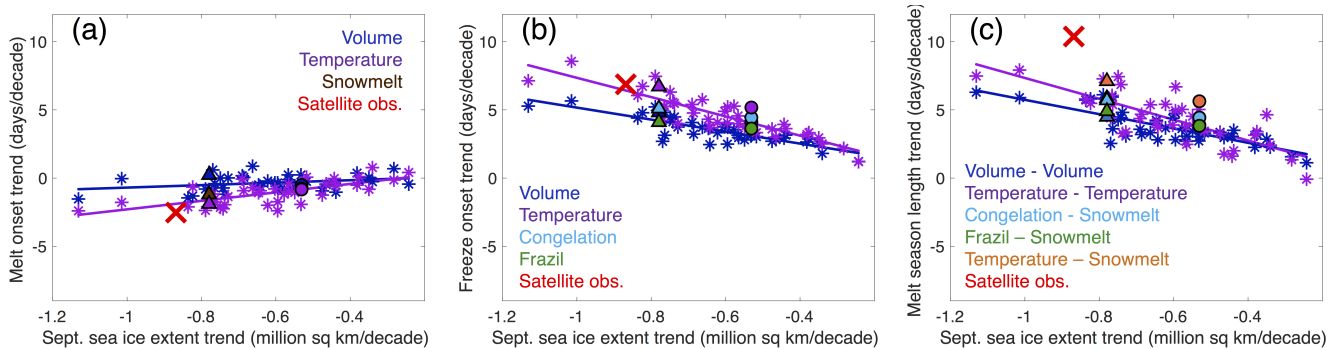 (a)
Volume
Temperature
Snowmelt
Satellite obs.
Melt onset trend (days/decade)
10
5
0
-5
-1.2 -1 -0.8 -0.6 -0.4
Sept. sea ice extent trend (million sq km/decade)
(b)
Volume
Temperature
Congelation
Frazil
Satellite obs.
Freeze onset trend (days/decade)
10
5
0
-5
-1.2 -1 -0.8 -0.6 -0.4
Sept. sea ice extent trend (million sq km/decade)
(c)
Volume - Volume
Temperature - Temperature
Congelation - Snowmelt
Frazil – Snowmelt
Temperature – Snowmelt
Satellite obs.
Melt season length trend (days/decade)
10
5
0
-5
-1.2 -1 -0.8 -0.6 -0.4
Sept. sea ice extent trend (million sq km/decade)